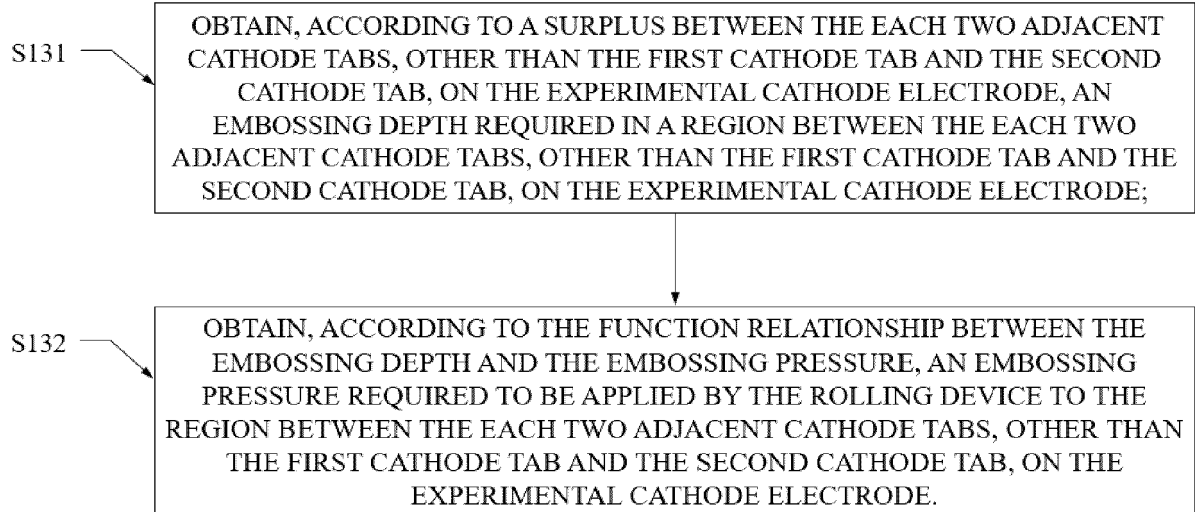 S131
OBTAIN, ACCORDING TO A SURPLUS BETWEEN THE EACH TWO ADJACENT
CATHODE TABS, OTHER THAN THE FIRST CATHODE TAB AND THE SECOND
CATHODE TAB, ON THE EXPERIMENTAL CATHODE ELECTRODE, AN
EMBOSSING DEPTH REQUIRED IN A REGION BETWEEN THE EACH TWO
ADJACENT CATHODE TABS, OTHER THAN THE FIRST CATHODE TAB AND THE
SECOND CATHODE TAB, ON THE EXPERIMENTAL CATHODE ELECTRODE;
S132
OBTAIN, ACCORDING TO THE FUNCTION RELATIONSHIP BETWEEN THE
EMBOSSING DEPTH AND THE EMBOSSING PRESSURE, AN EMBOSSING
PRESSURE REQUIRED TO BE APPLIED BY THE ROLLING DEVICE TO THE
REGION BETWEEN THE EACH TWO ADJACENT CATHODE TABS, OTHER THAN
THE FIRST CATHODE TAB AND THE SECOND CATHODE TAB, ON THE
EXPERIMENTAL CATHODE ELECTRODE.